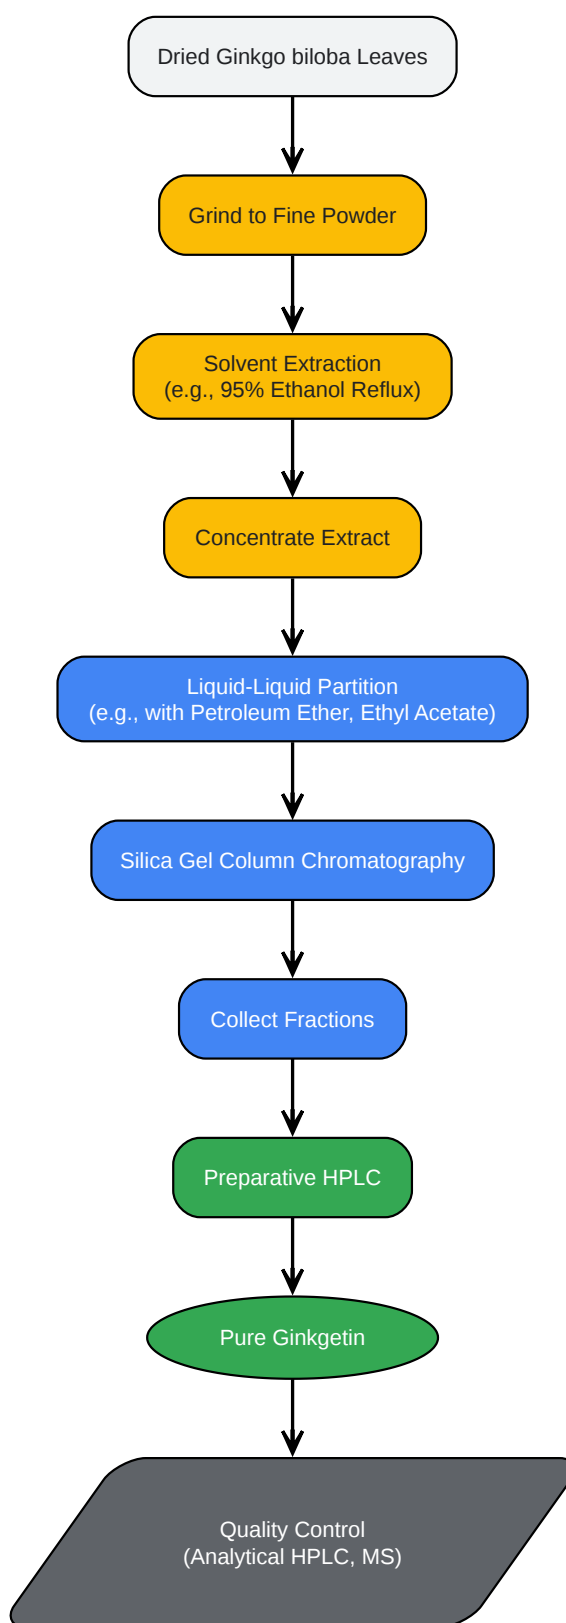 Dried Ginkgo biloba Leaves
Grind to Fine Powder
Solvent Extraction
(e.g., 95% Ethanol Reflux)
Concentrate Extract
Liquid-Liquid Partition
(e.g., with Petroleum Ether, Ethyl Acetate)
Silica Gel Column Chromatography
Collect Fractions
Preparative HPLC
Pure Ginkgetin
Quality Control
(Analytical HPLC, MS)